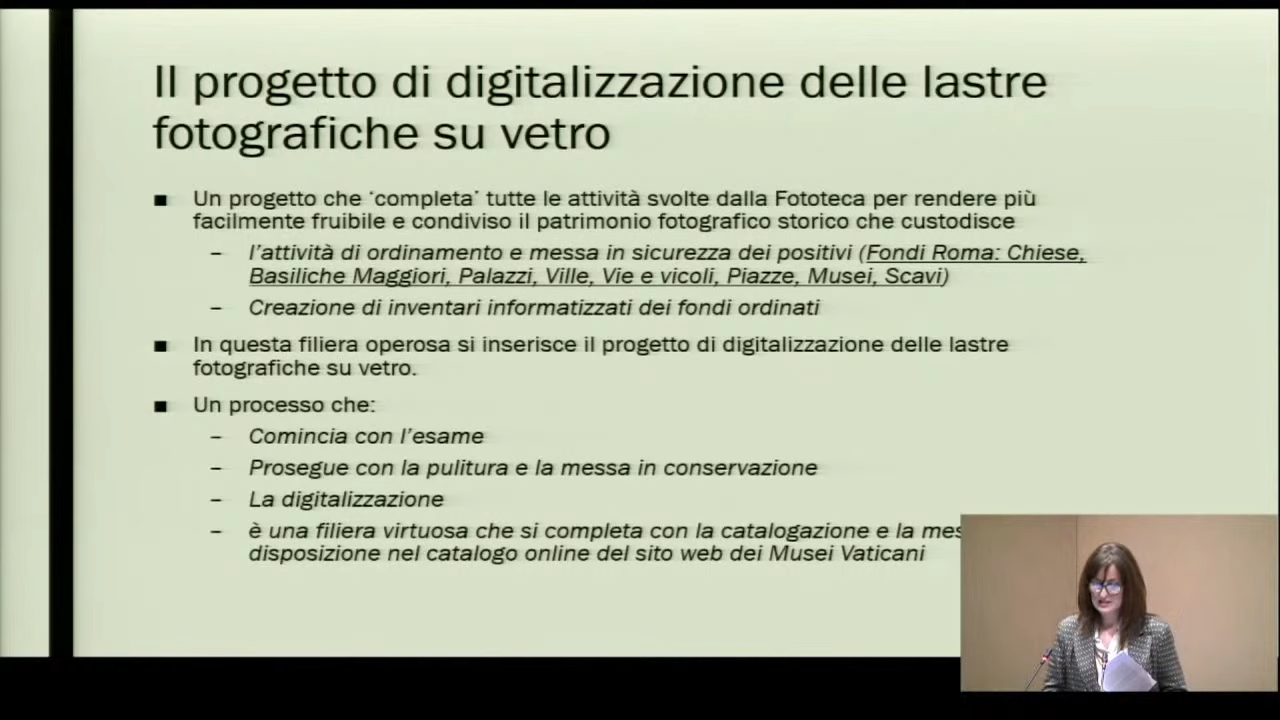 Il progetto di digitalizzazione delle lastre
fotografiche su vetro
■ Un progetto che ‘completa’ tutte le attività svolte dalla Fototeca per rendere più
facilmente fruibile e condiviso il patrimonio fotografico storico che custodisce
– l’attività di ordinamento e messa in sicurezza dei positivi (Fondi Roma: Chiese,
Basiliche Maggiori, Palazzi, Ville, Vie e vicoli, Piazze, Musei, Scavi)
– Creazione di inventari informatizzati dei fondi ordinati
■ In questa filiera operosa si inserisce il progetto di digitalizzazione delle lastre
fotografiche su vetro.
■ Un processo che:
– Comincia con l’esame
– Prosegue con la pulitura e la messa in conservazione
– La digitalizzazione
– è una filiera virtuosa che si completa con la catalogazione e la
disposizione nel catalogo online del sito web dei Musei Vaticani